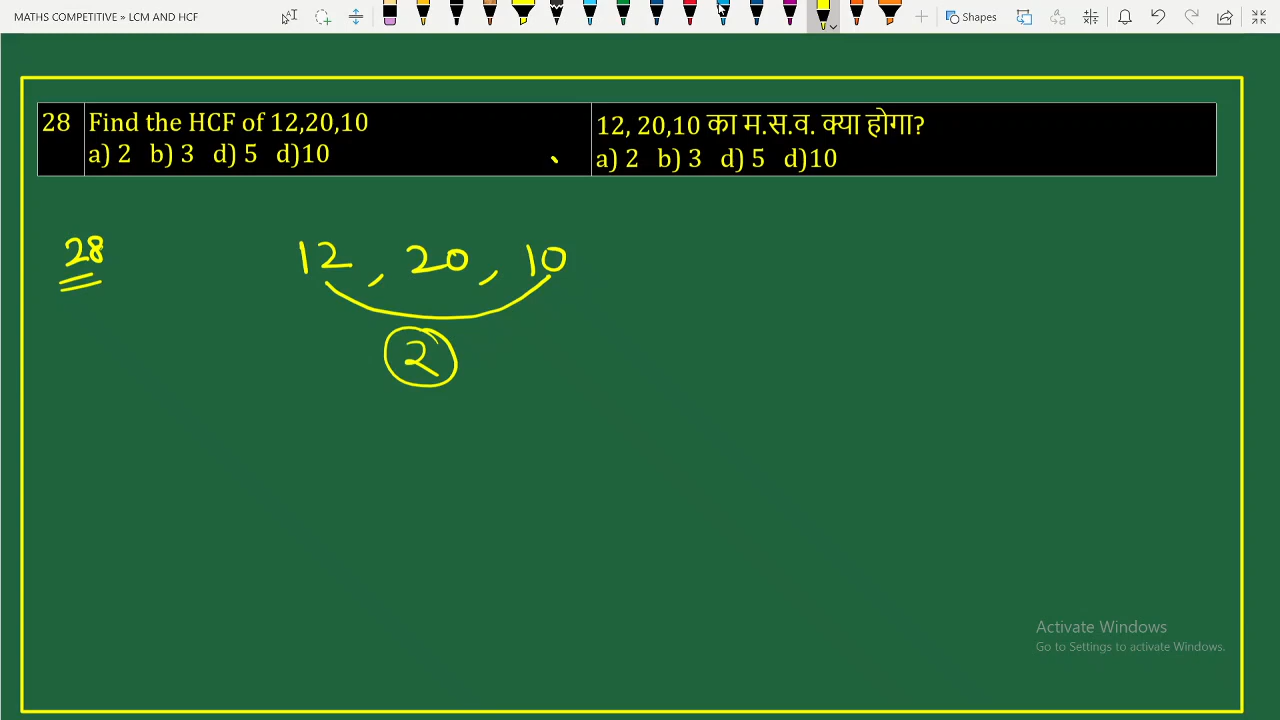 MATHS COMPETITIVE » LCM AND HCF
Shapes
28 Find the HCF of 12,20,10
a) 2 b) 3 d) 5 d)10
12, 20,10 का म.स.व. क्या होगा?
a) 2 b) 3 d) 5 d)10
28
12 , 20 , 10
2
Activate Windows
Go to Settings to activate Windows.